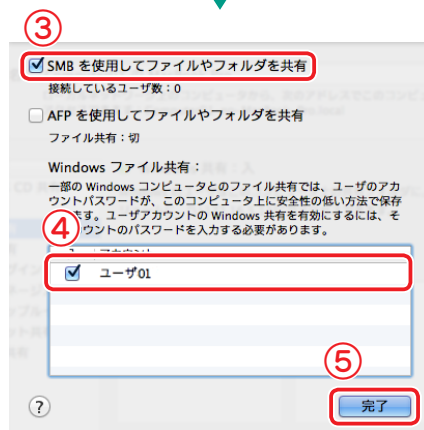 ③
SMB を使用してファイルやフォルダを共有
接続しているユーザ数：0
AFP を使用してファイルやフォルダを共有
ファイル共有：切
Windows ファイル共有：
一部の Windows コンピュータとのファイル共有では、ユーザのアカ
ウントパスワードが、このコンピュータ上に安全性の低い方法で保存
ます。ユーザアカウントの Windows 共有を有効にするには、そ
ウントのパスワードを入力する必要があります。
④
ユーザ01
⑤
?
完了